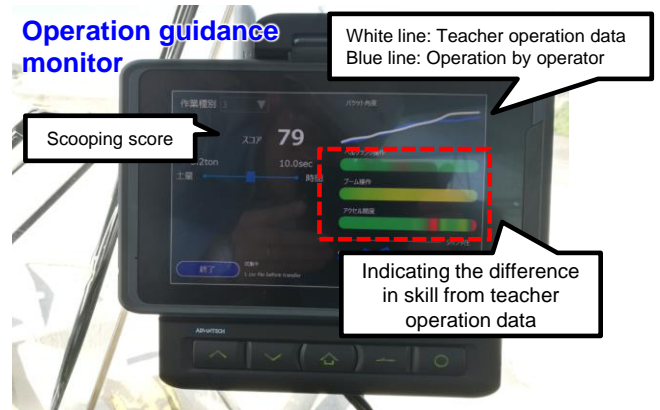 Operation guidance
monitor
White line: Teacher operation data
Blue line: Operation by operator
作業種別 1
バケット角度
Scooping score
スコア 79
10.0sec
土量
時間
ブーム操作
アクセル開度
終了
Indicating the difference
in skill from teacher
operation data
ADVANTECH